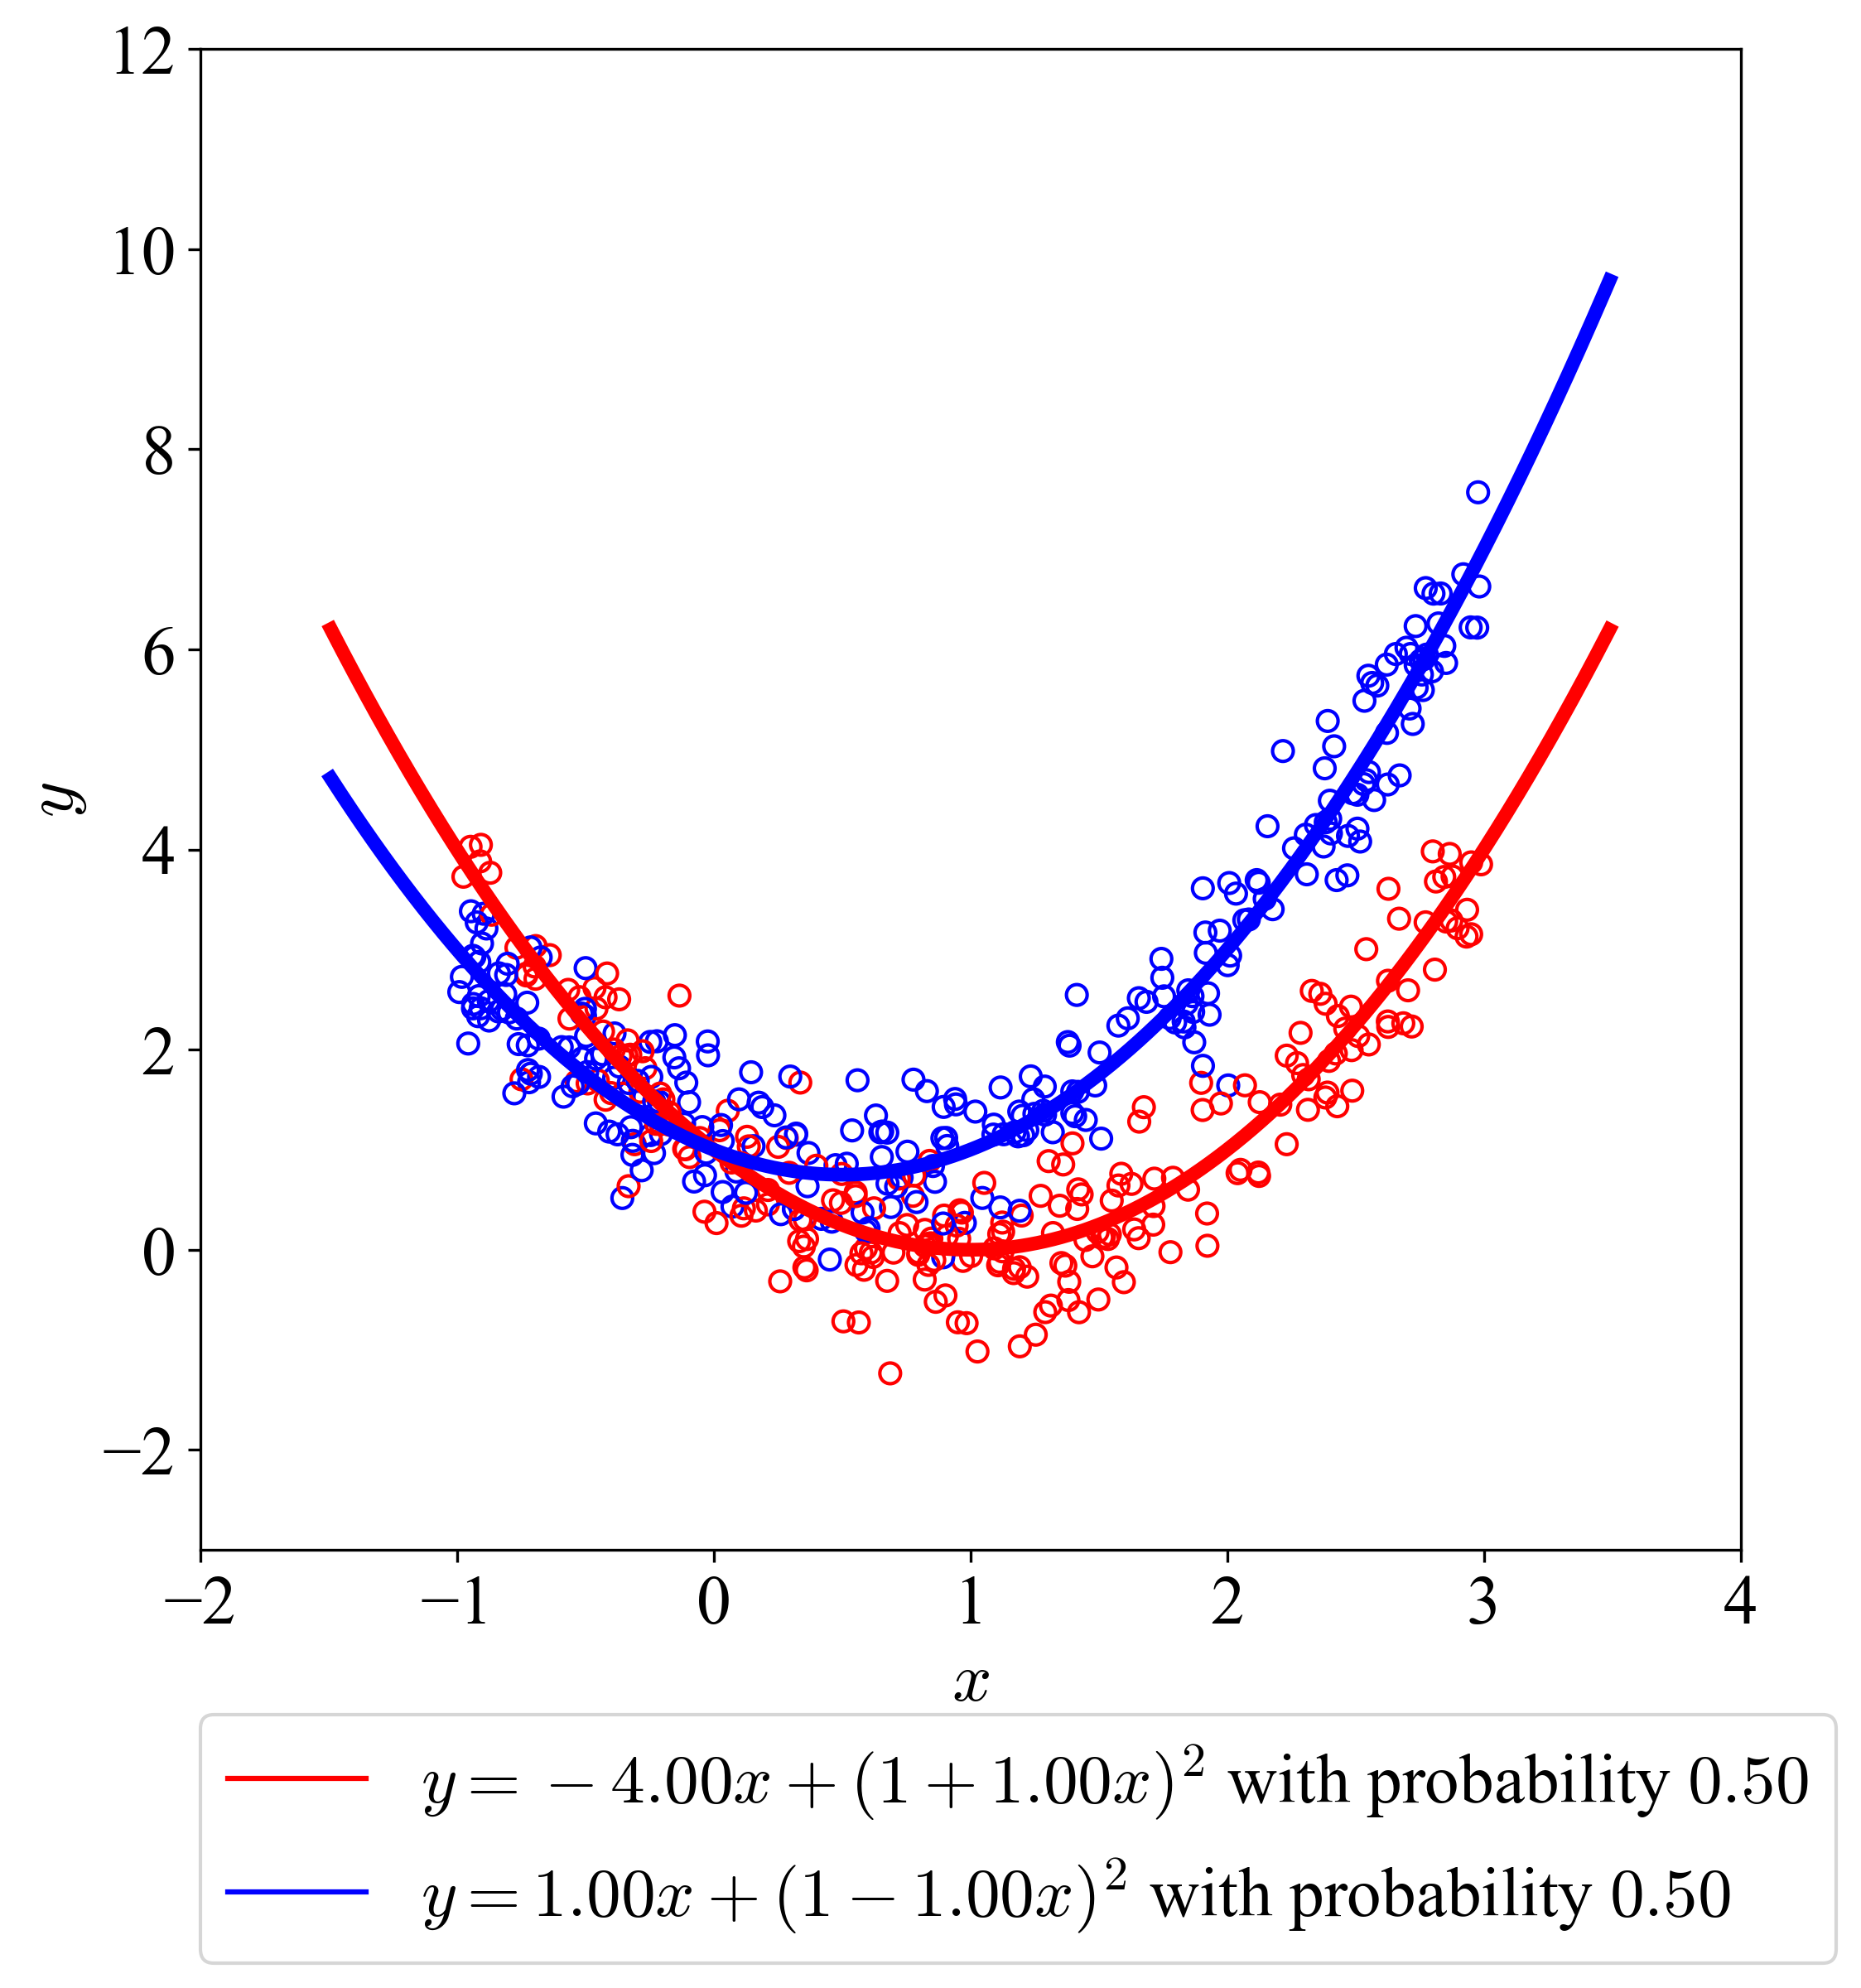 12
10
8
6
4
2
0
−2
y
−2 −1 0 1 2 3 4
x
y = −4.00x + (1 + 1.00x)² with probability 0.50
y = 1.00x + (1 − 1.00x)² with probability 0.50